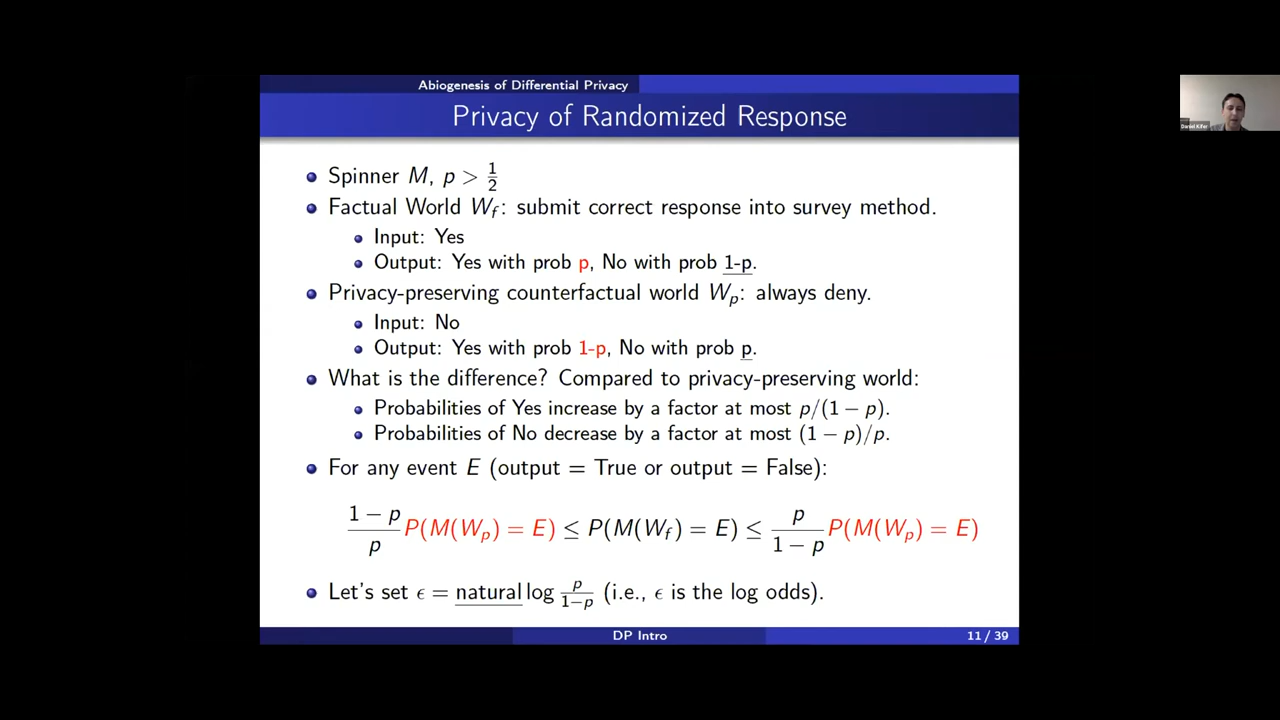 Abiogenesis of Differential Privacy
Privacy of Randomized Response
Spinner M, p > 1/2
Factual World W_f: submit correct response into survey method.
Input: Yes
Output: Yes with prob p, No with prob 1-p.
Privacy-preserving counterfactual world W_p: always deny.
Input: No
Output: Yes with prob 1-p, No with prob p.
What is the difference? Compared to privacy-preserving world:
Probabilities of Yes increase by a factor at most p/(1 − p).
Probabilities of No decrease by a factor at most (1 − p)/p.
For any event E (output = True or output = False):
(1 − p)/p P(M(W_p) = E) ≤ P(M(W_f) = E) ≤ p/(1 − p) P(M(W_p) = E)
Let's set ϵ = natural log p/(1−p) (i.e., ϵ is the log odds).
DP Intro
11 / 39
Daniel Kifer